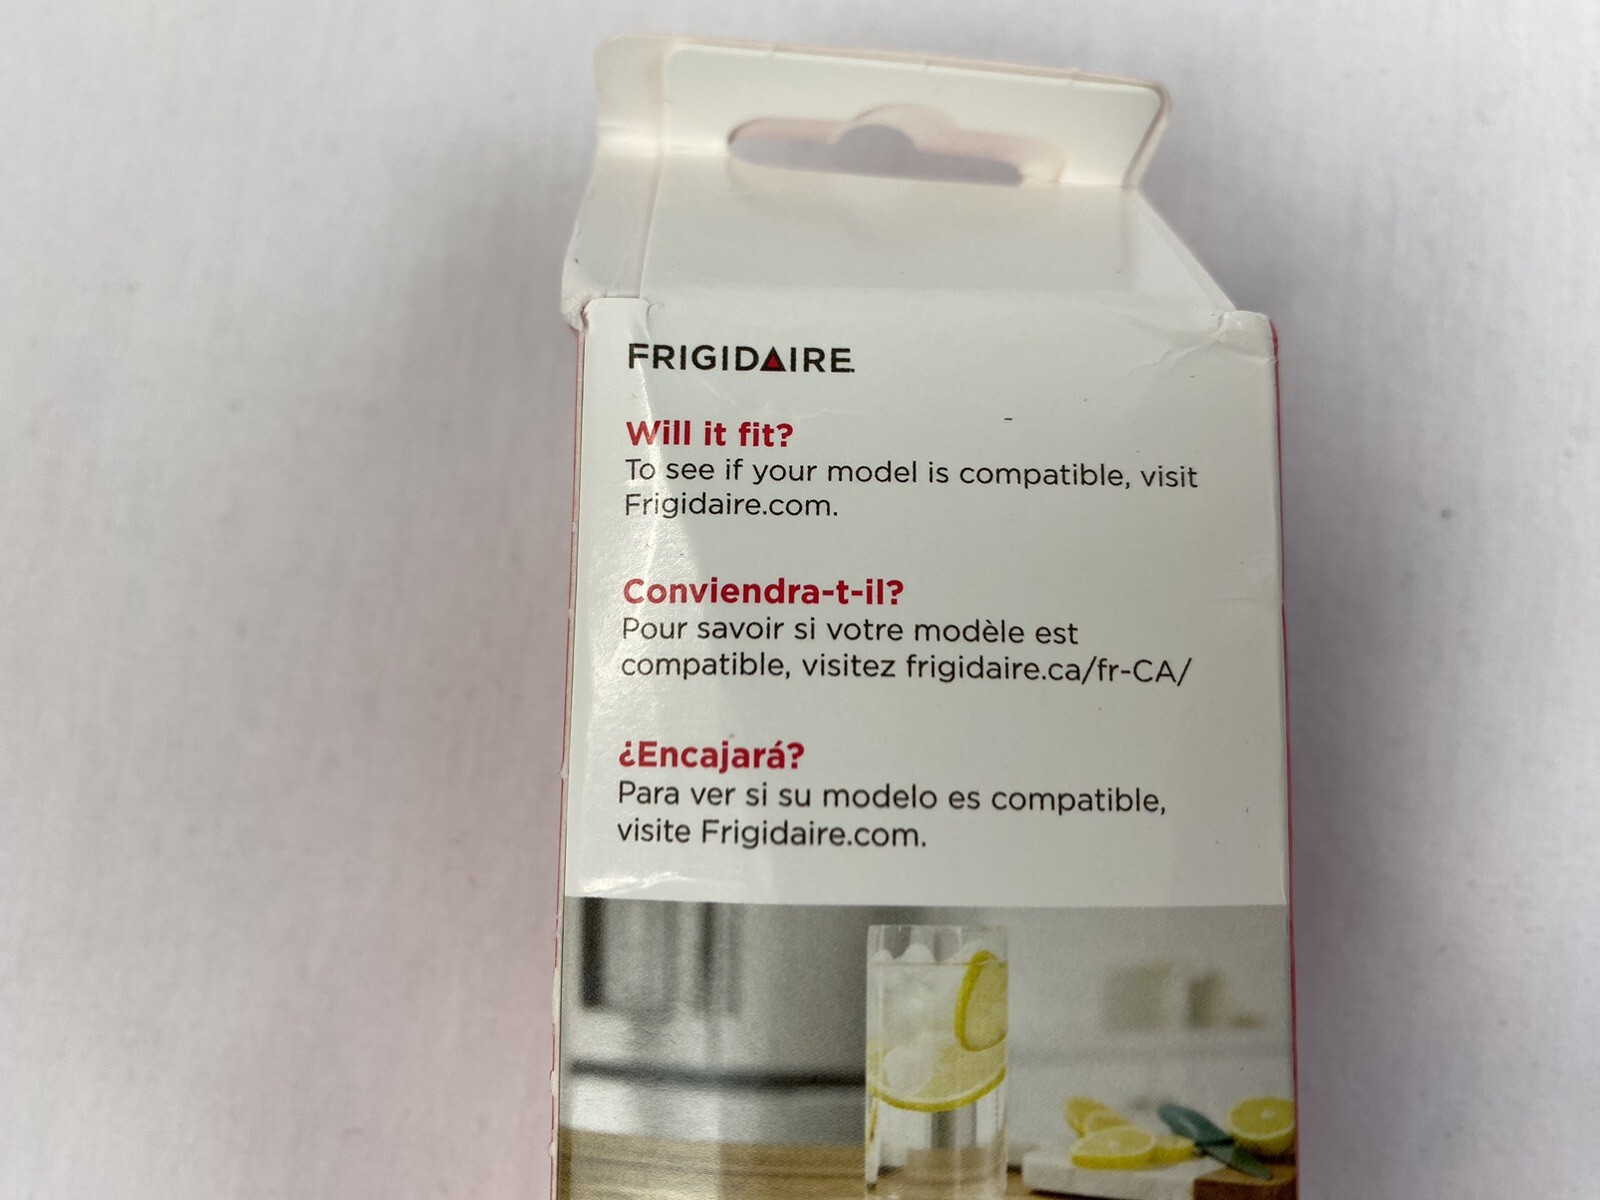 FRIGIDAIRE
Will it fit?
To see if your model is compatible, visit
Frigidaire.com.
Conviendra-t-il?
Pour savoir si votre modèle est
compatible, visitez frigidaire.ca/fr-CA/
¿Encajará?
Para ver si su modelo es compatible,
visite Frigidaire.com.